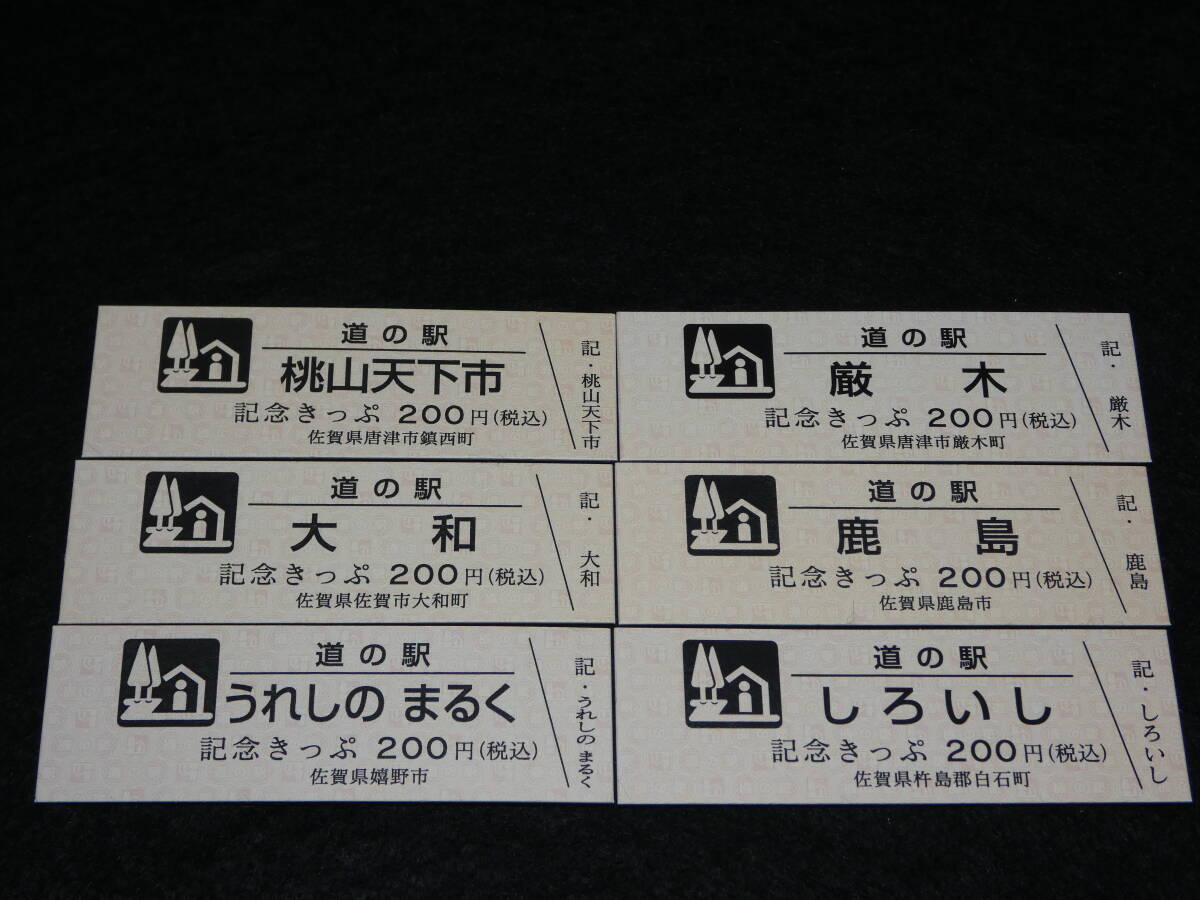 道の駅
桃山天下市
記念きっぷ 200円(税込)
佐賀県唐津市鎮西町
記・桃山天下市
道の駅
厳木
記念きっぷ 200円(税込)
佐賀県唐津市厳木町
記・厳木
道の駅
大和
記念きっぷ 200円(税込)
佐賀県佐賀市大和町
記・大和
道の駅
鹿島
記念きっぷ 200円(税込)
佐賀県鹿島市
記・鹿島
道の駅
うれしの まるく
記念きっぷ 200円(税込)
佐賀県嬉野市
記・うれしの まるく
道の駅
しろいし
記念きっぷ 200円(税込)
佐賀県杵島郡白石町
記・しろいし